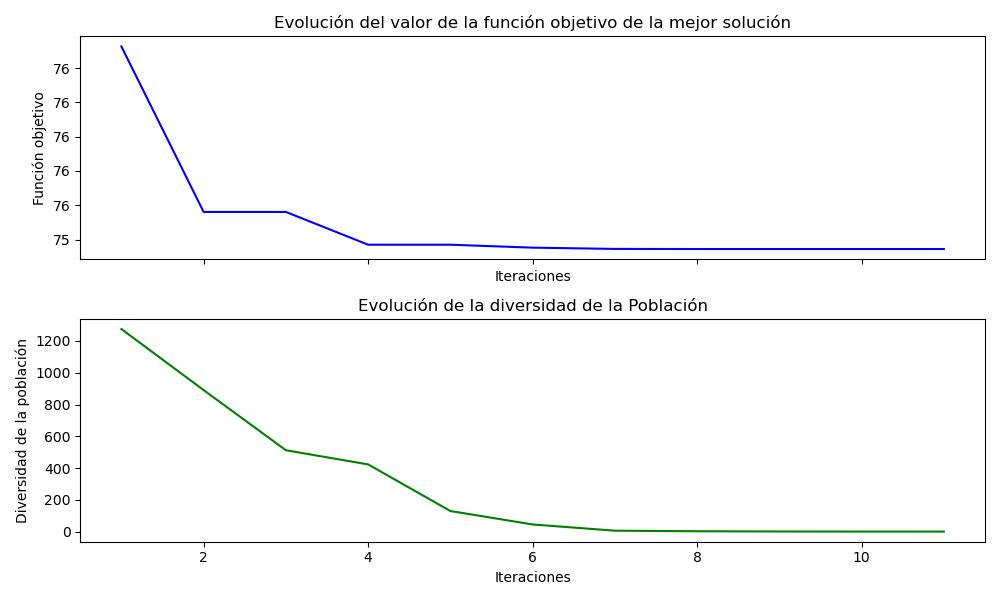 Evolución del valor de la función objetivo de la mejor solución
Función objetivo
76
76
76
76
76
75
Iteraciones
Evolución de la diversidad de la Población
Diversidad de la población
1200
1000
800
600
400
200
0
2 4 6 8 10
Iteraciones